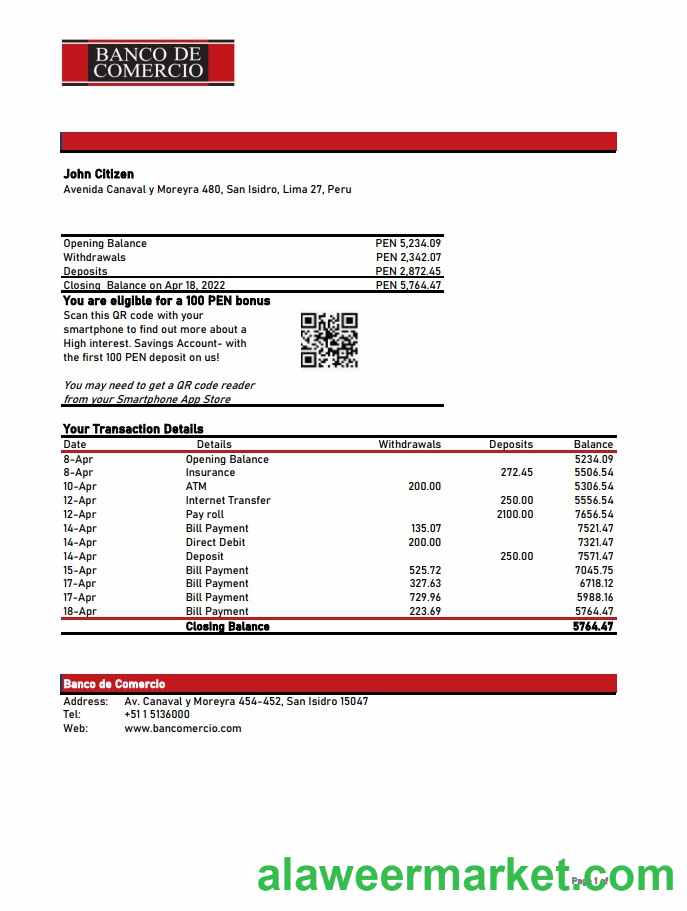 BANCO DE
COMERCIO
John Citizen
Avenida Canaval y Moreyra 480, San Isidro, Lima 27, Peru
Opening Balance PEN 5,234.09
Withdrawals PEN 2,342.07
Deposits PEN 2,872.45
Closing Balance on Apr 18, 2022 PEN 5,764.47
You are eligible for a 100 PEN bonus
Scan this QR code with your
smartphone to find out more about a
High interest. Savings Account- with
the first 100 PEN deposit on us!
You may need to get a QR code reader
from your Smartphone App Store
Your Transaction Details
Date Details Withdrawals Deposits Balance
8-Apr Opening Balance 5234.09
8-Apr Insurance 272.45 5506.54
10-Apr ATM 200.00 5306.54
12-Apr Internet Transfer 250.00 5556.54
12-Apr Pay roll 2100.00 7656.54
14-Apr Bill Payment 135.07 7521.47
14-Apr Direct Debit 200.00 7321.47
14-Apr Deposit 250.00 7571.47
15-Apr Bill Payment 525.72 7045.75
17-Apr Bill Payment 327.63 6718.12
17-Apr Bill Payment 729.96 5988.16
18-Apr Bill Payment 223.69 5764.47
Closing Balance 5764.47
Banco de Comercio
Address: Av. Canaval y Moreyra 454-452, San Isidro 15047
Tel: +51 1 5136000
Web: www.bancomercio.com
alaweermarket.com
Page 1 of